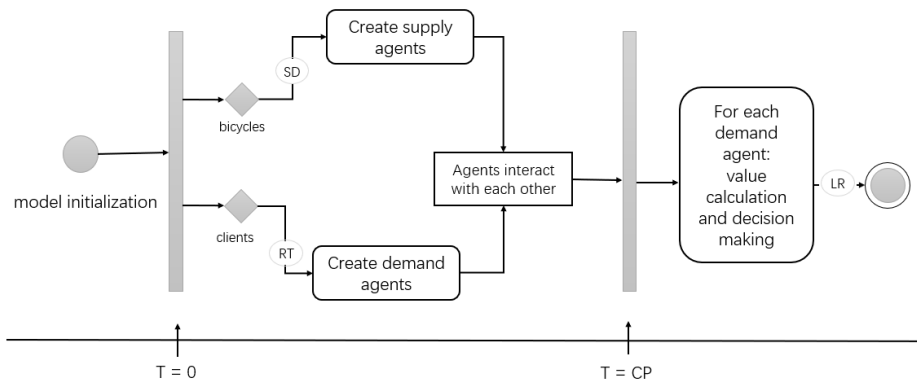 Create supply
agents
SD
bicycles
model initialization
Agents interact
with each other
For each
demand
agent:
value
calculation
and decision
making
LR
clients
RT
Create demand
agents
T = 0
T = CP